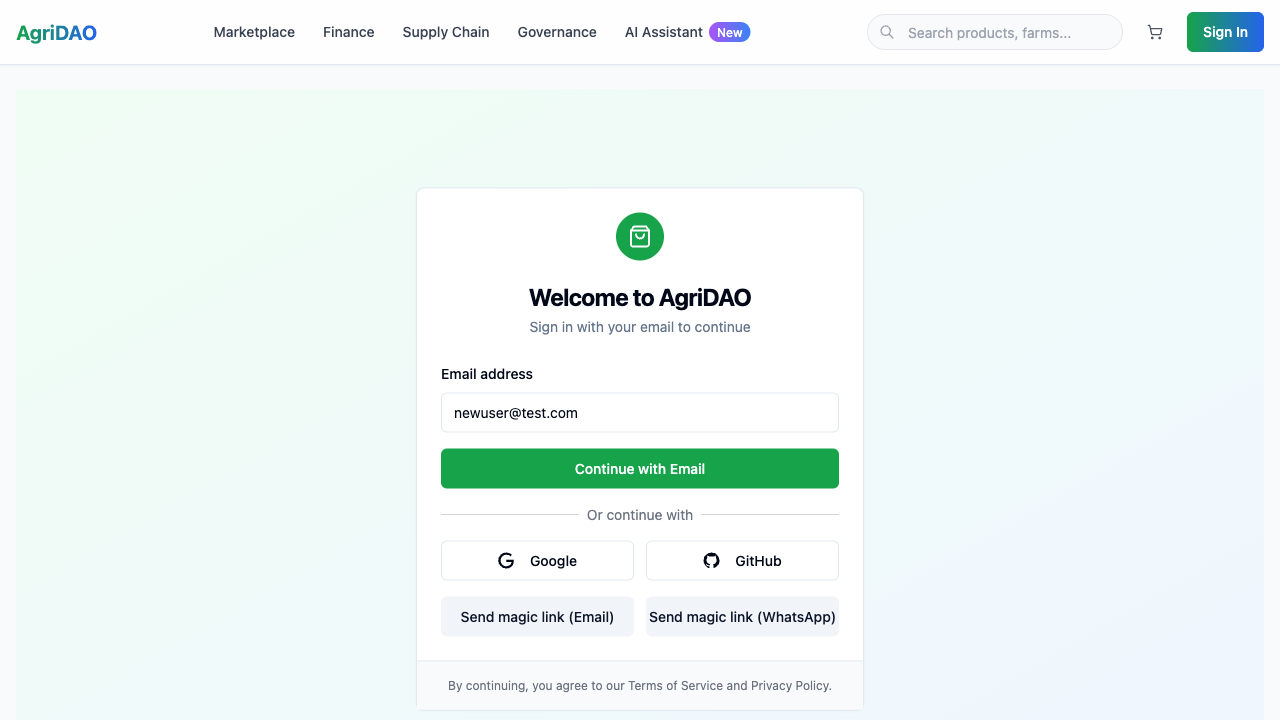 AgriDAO
Marketplace
Finance
Supply Chain
Governance
AI Assistant New
Search products, farms...
Sign In
Welcome to AgriDAO
Sign in with your email to continue
Email address
newuser@test.com
Continue with Email
Or continue with
Google
GitHub
Send magic link (Email)
Send magic link (WhatsApp)
By continuing, you agree to our Terms of Service and Privacy Policy.